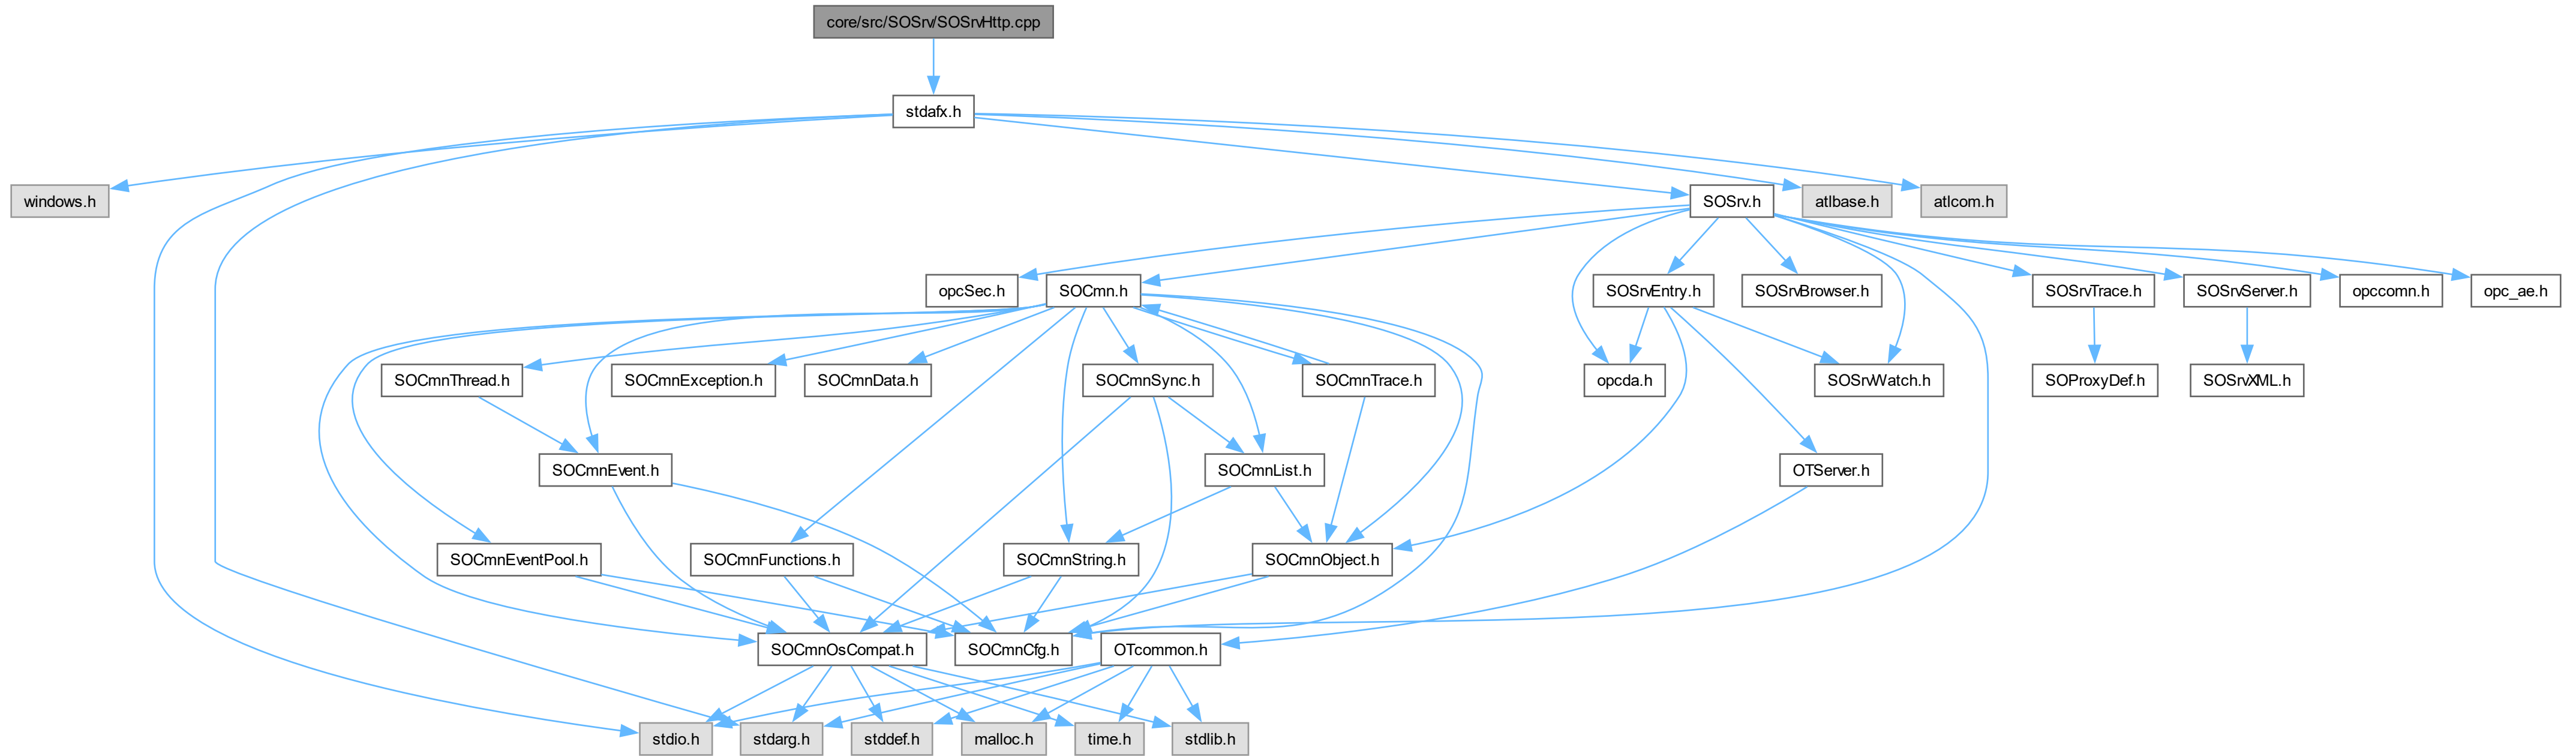 core/src/SOSrv/SOSrvHttp.cpp
stdafx.h
windows.h
SOSrv.h
atlbase.h
atlcom.h
opcSec.h
SOCmn.h
SOSrvEntry.h
SOSrvBrowser.h
SOSrvTrace.h
SOSrvServer.h
opccomn.h
opc_ae.h
SOCmnThread.h
SOCmnException.h
SOCmnData.h
SOCmnSync.h
SOCmnTrace.h
opcda.h
SOSrvWatch.h
SOProxyDef.h
SOSrvXML.h
SOCmnEvent.h
SOCmnList.h
OTServer.h
SOCmnEventPool.h
SOCmnFunctions.h
SOCmnString.h
SOCmnObject.h
SOCmnOsCompat.h
SOCmnCfg.h
OTcommon.h
stdio.h
stdarg.h
stddef.h
malloc.h
time.h
stdlib.h